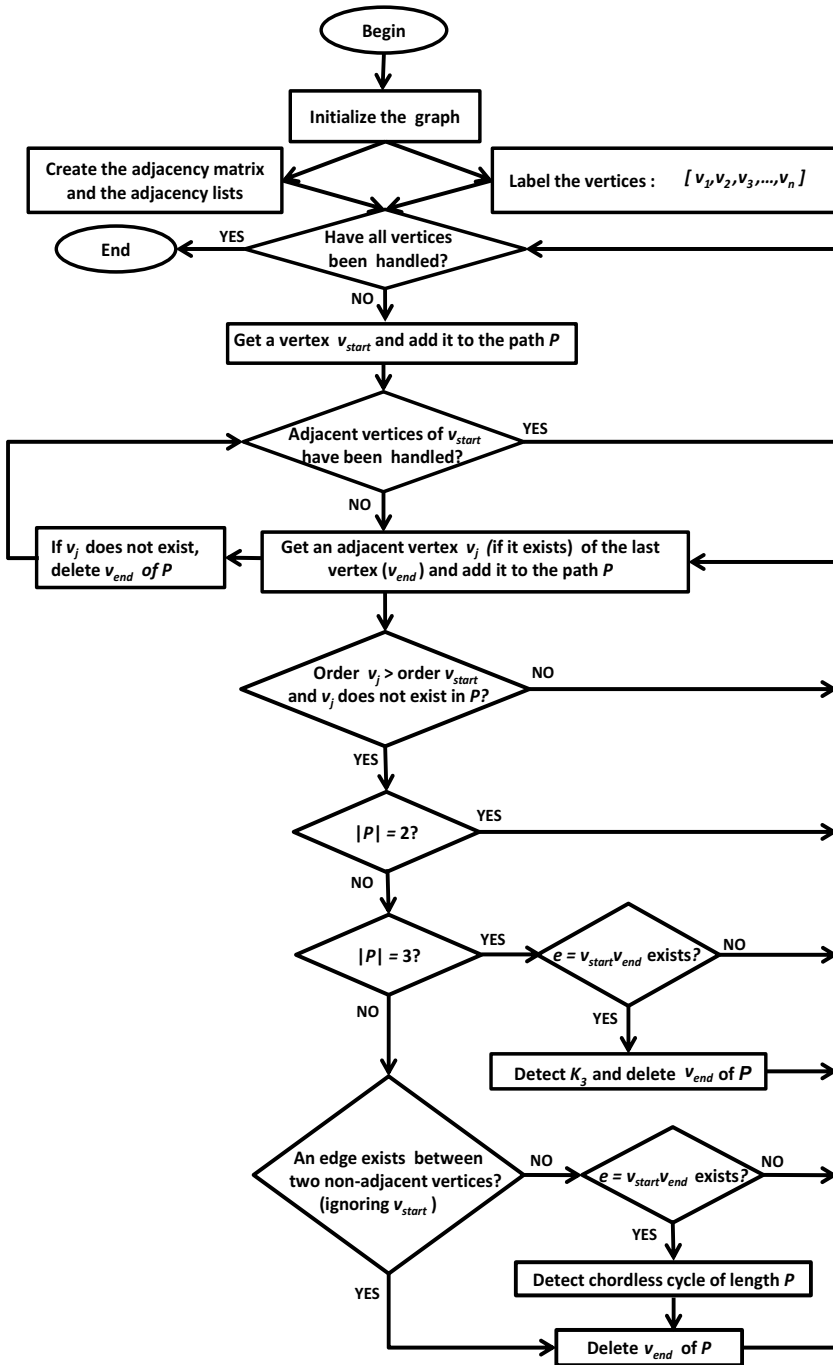 Begin
Initialize the graph
Create the adjacency matrix
and the adjacency lists
Label the vertices : [ v1,v2,v3,...,vn ]
Have all vertices
been handled?
YES
End
NO
Get a vertex vstart and add it to the path P
Adjacent vertices of vstart
have been handled?
YES
NO
If vj does not exist,
delete vend of P
Get an adjacent vertex vj (if it exists) of the last
vertex (vend) and add it to the path P
Order vj > order vstart
and vj does not exist in P?
NO
YES
|P| = 2?
YES
NO
|P| = 3?
YES
e = vstartvend exists?
NO
NO
YES
Detect K3 and delete vend of P
An edge exists between
two non-adjacent vertices?
(ignoring vstart )
NO
e = vstartvend exists?
NO
YES
Detect chordless cycle of length P
YES
Delete vend of P